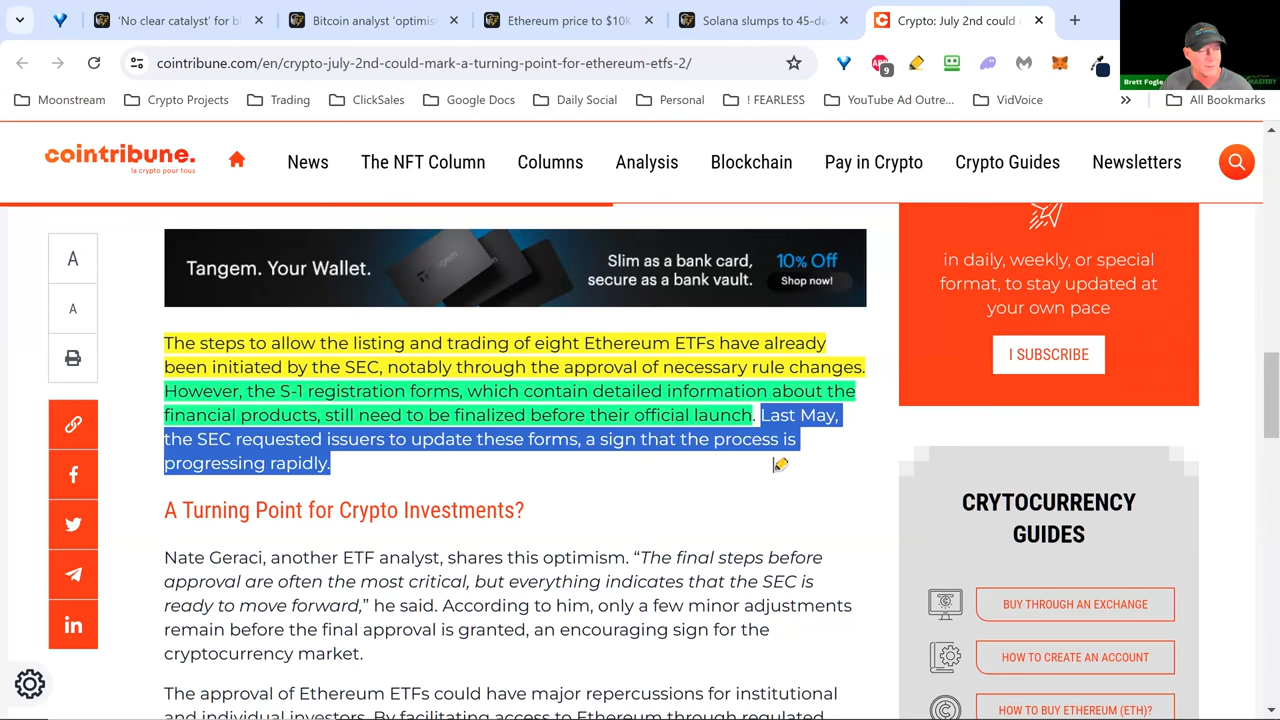 'No clear catalyst' for b
Bitcoin analyst 'optimis
Ethereum price to $10K
Solana slumps to 45-da
Crypto: July 2nd could
cointribune.com/en/crypto-july-2nd-could-mark-a-turning-point-for-ethereum-etfs-2/
9
Brett Fogle
MASTERY
Moonstream
Crypto Projects
Trading
ClickSales
Google Docs
Daily Social
Personal
! FEARLESS
YouTube Ad Outre...
VidVoice
All Bookmarks
cointribune.
la crypto pour tous
News
The NFT Column
Columns
Analysis
Blockchain
Pay in Crypto
Crypto Guides
Newsletters
A
A
Tangem. Your Wallet.
Slim as a bank card,
secure as a bank vault.
10% Off
Shop now!
The steps to allow the listing and trading of eight Ethereum ETFs have already
been initiated by the SEC, notably through the approval of necessary rule changes.
However, the S-1 registration forms, which contain detailed information about the
financial products, still need to be finalized before their official launch. Last May,
the SEC requested issuers to update these forms, a sign that the process is
progressing rapidly.
A Turning Point for Crypto Investments?
Nate Geraci, another ETF analyst, shares this optimism. “The final steps before
approval are often the most critical, but everything indicates that the SEC is
ready to move forward,” he said. According to him, only a few minor adjustments
remain before the final approval is granted, an encouraging sign for the
cryptocurrency market.
The approval of Ethereum ETFs could have major repercussions for institutional
and individual investors. By facilitating access to Ethereum through regulated
in daily, weekly, or special
format, to stay updated at
your own pace
I SUBSCRIBE
CRYTOCURRENCY
GUIDES
BUY THROUGH AN EXCHANGE
HOW TO CREATE AN ACCOUNT
HOW TO BUY ETHEREUM (ETH)?